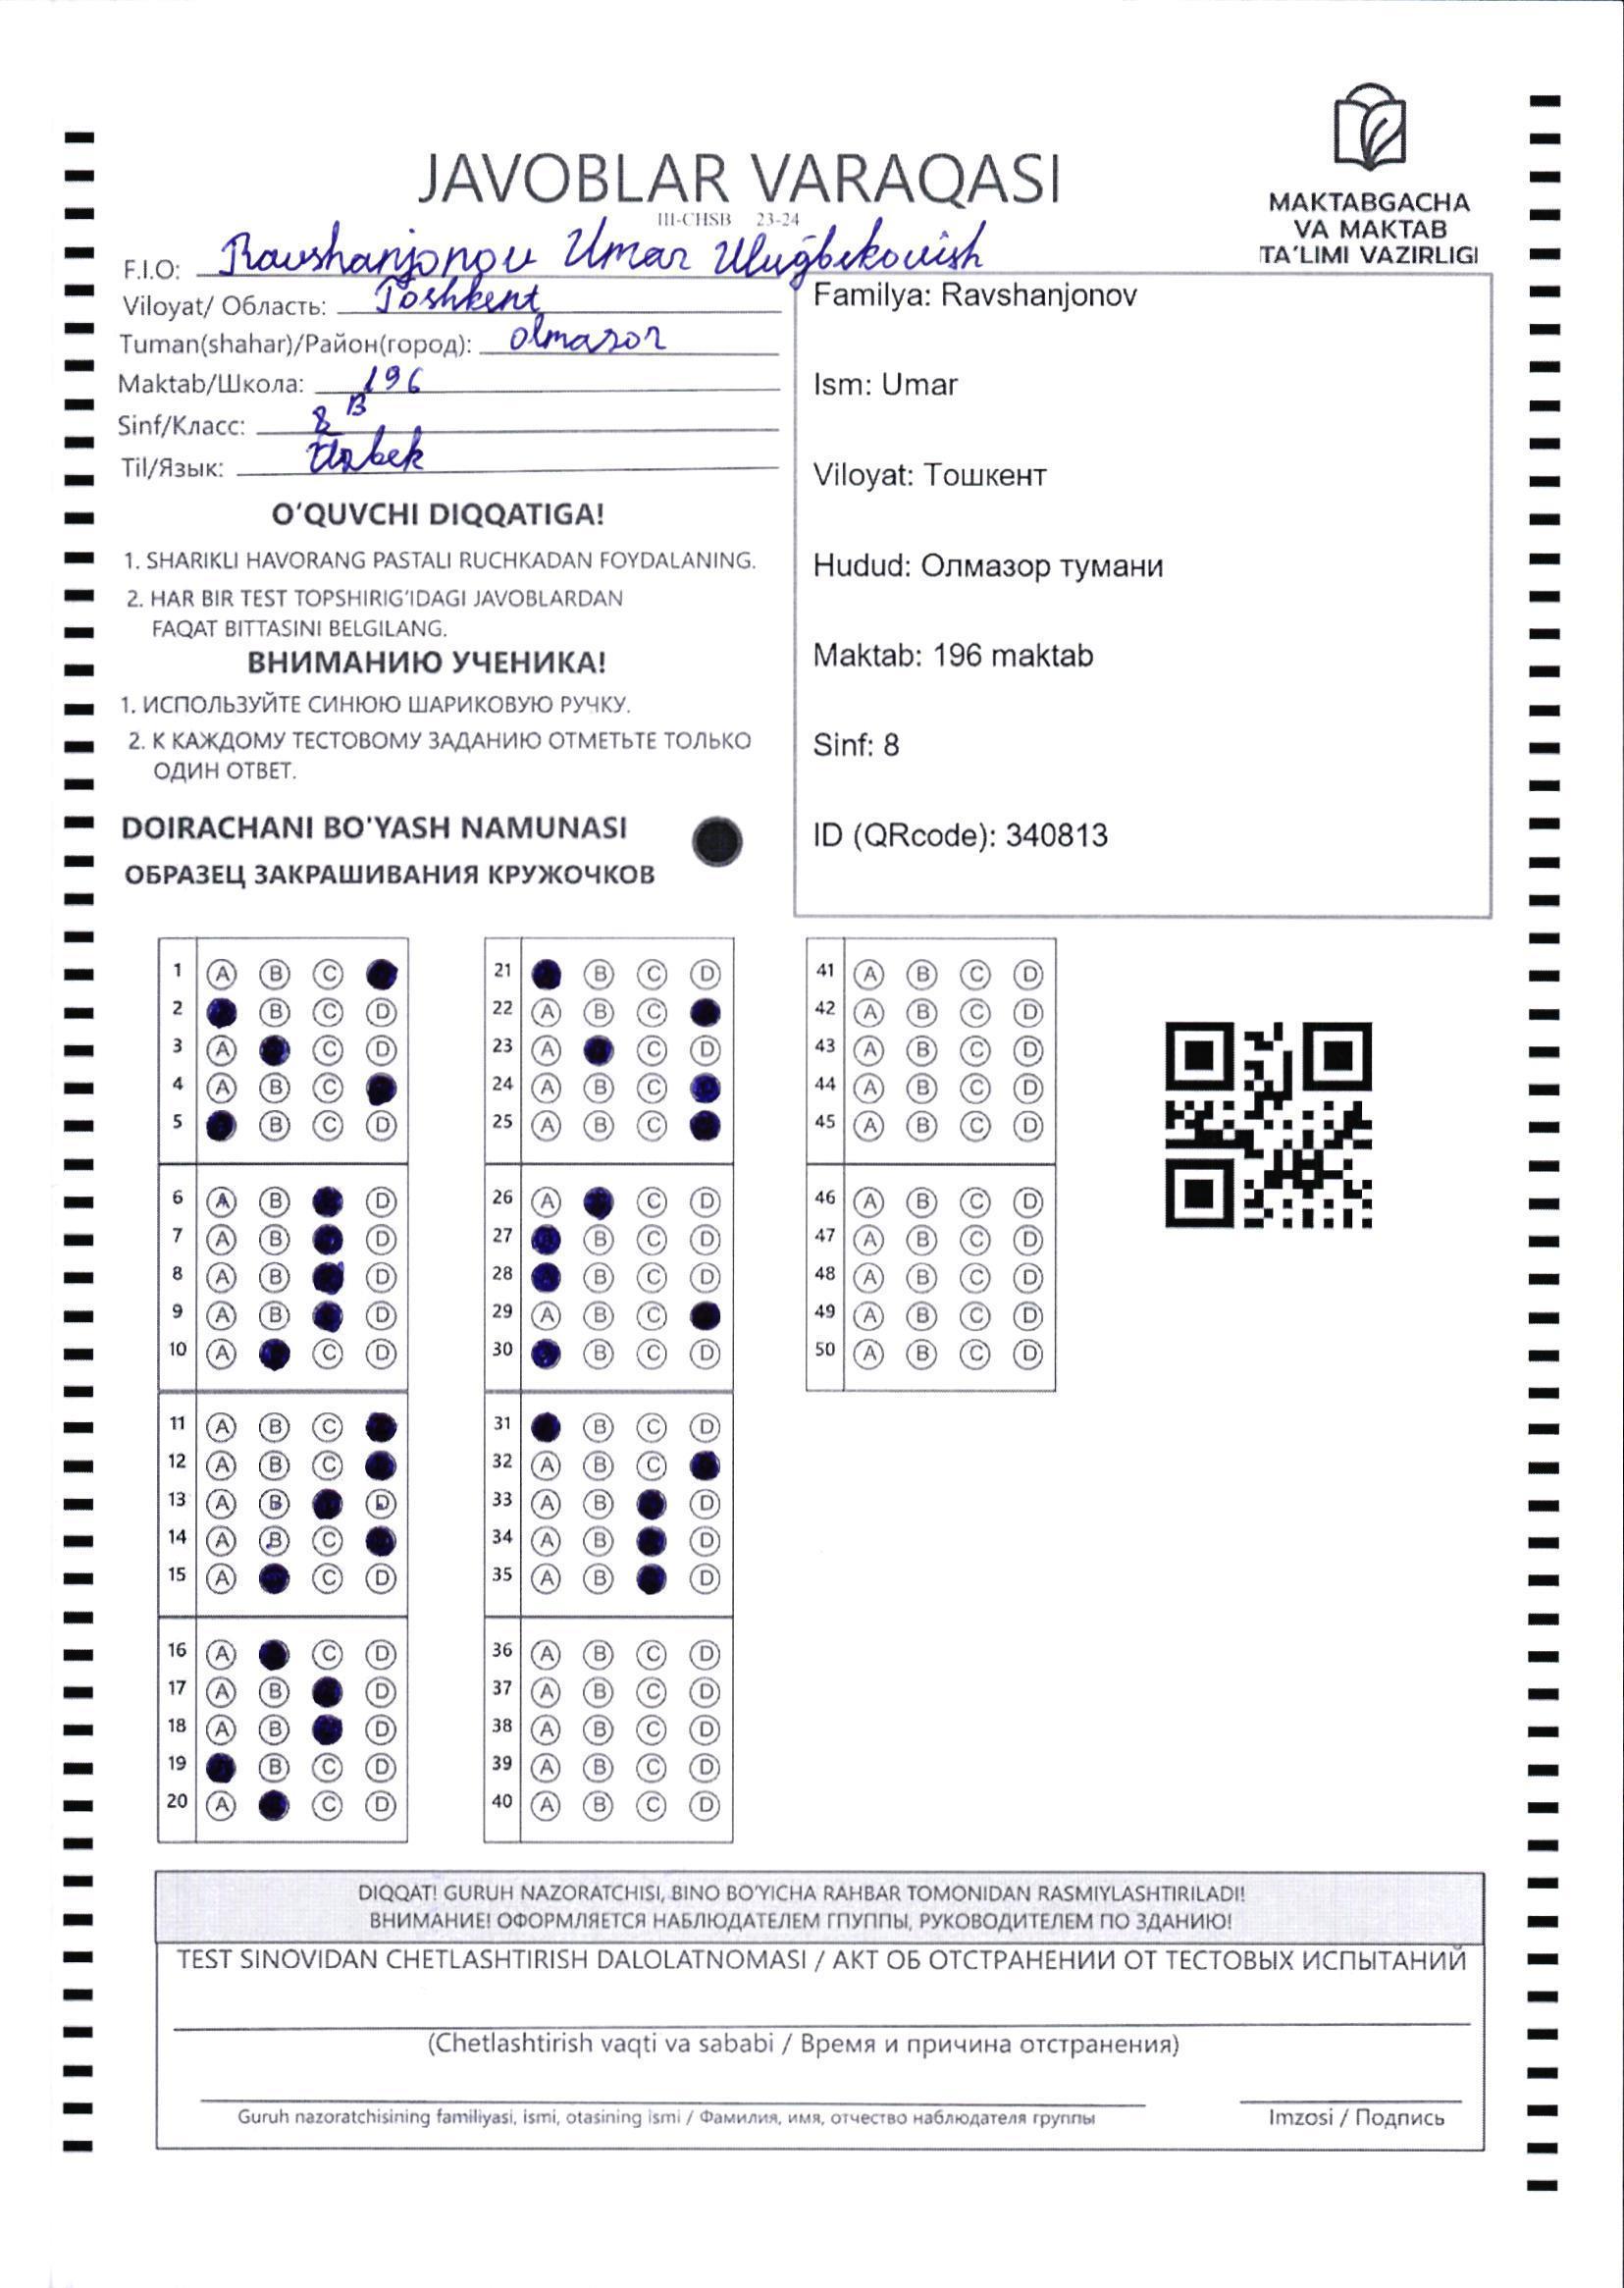 JAVOBLAR VARAQASI
III-CHSB 23-24
MAKTABGACHA
VA MAKTAB
TA'LIMI VAZIRLIGI
F.I.O: Ravshanjonov Umar Ulugʻbekovish
Viloyat/ Область: Toshkent
Tuman(shahar)/Район(город): olmazor
Maktab/Школа: 196
Sinf/Класс: 8 B
Til/Язык: Uzbek
O'QUVCHI DIQQATIGA!
1. SHARIKLI HAVORANG PASTALI RUCHKADAN FOYDALANING.
2. HAR BIR TEST TOPSHIRIG'IDAGI JAVOBLARDAN
FAQAT BITTASINI BELGILANG.
ВНИМАНИЮ УЧЕНИКА!
1. ИСПОЛЬЗУЙТЕ СИНЮЮ ШАРИКОВУЮ РУЧКУ.
2. К КАЖДОМУ ТЕСТОВОМУ ЗАДАНИЮ ОТМЕТЬТЕ ТОЛЬКО
ОДИН ОТВЕТ.
DOIRACHANI BO'YASH NAMUNASI
ОБРАЗЕЦ ЗАКРАШИВАНИЯ КРУЖОЧКОВ
Familya: Ravshanjonov
Ism: Umar
Viloyat: Тошкент
Hudud: Олмазор тумани
Maktab: 196 maktab
Sinf: 8
ID (QRcode): 340813
1 A B C
2 B C D
3 A C D
4 A B C
5 B C D
6 A B D
7 A B D
8 A B D
9 A B D
10 A C D
11 A B C
12 A B C
13 A B D
14 A B C
15 A C D
16 A C D
17 A B D
18 A B D
19 B C D
20 A C D
21 B C D
22 A B C
23 A C D
24 A B C
25 A B C
26 A C D
27 B C D
28 B C D
29 A B C
30 B C D
31 B C D
32 A B C
33 A B D
34 A B D
35 A B D
36 A B C D
37 A B C D
38 A B C D
39 A B C D
40 A B C D
41 A B C D
42 A B C D
43 A B C D
44 A B C D
45 A B C D
46 A B C D
47 A B C D
48 A B C D
49 A B C D
50 A B C D
DIQQAT! GURUH NAZORATCHISI, BINO BO'YICHA RAHBAR TOMONIDAN RASMIYLASHTIRILADI!
ВНИМАНИЕ! ОФОРМЛЯЕТСЯ НАБЛЮДАТЕЛЕМ ГПУППЫ, РУКОВОДИТЕЛЕМ ПО ЗДАНИЮ!
TEST SINOVIDAN CHETLASHTIRISH DALOLATNOMASI / АКТ ОБ ОТСТРАНЕНИИ ОТ ТЕСТОВЫХ ИСПЫТАНИЙ
(Chetlashtirish vaqti va sababi / Время и причина отстранения)
Guruh nazoratchisining familiyasi, ismi, otasining ismi / Фамилия, имя, отчество наблюдателя группы
Imzosi / Подпись